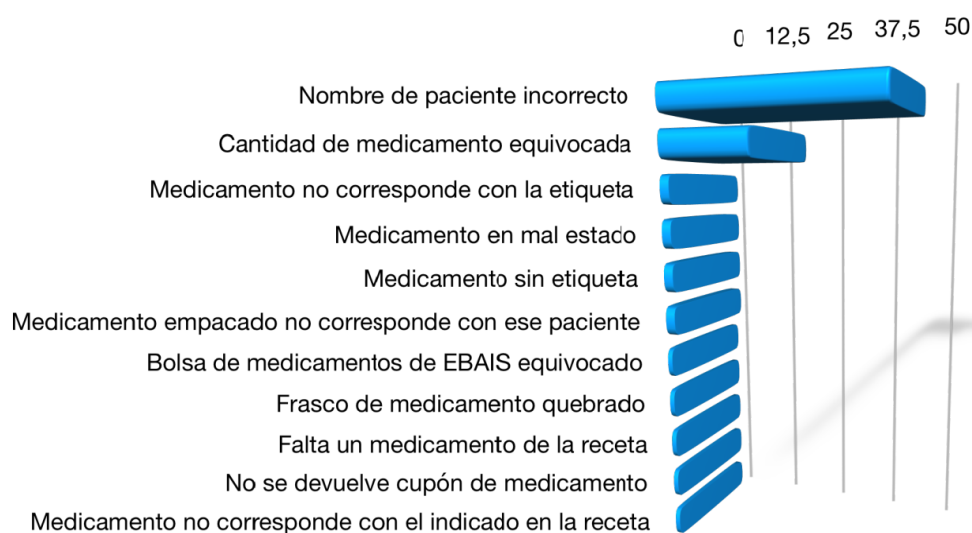 0 12,5 25 37,5 50
Nombre de paciente incorrecto
Cantidad de medicamento equivocada
Medicamento no corresponde con la etiqueta
Medicamento en mal estado
Medicamento sin etiqueta
Medicamento empacado no corresponde con ese paciente
Bolsa de medicamentos de EBAIS equivocado
Frasco de medicamento quebrado
Falta un medicamento de la receta
No se devuelve cupón de medicamento
Medicamento no corresponde con el indicado en la receta